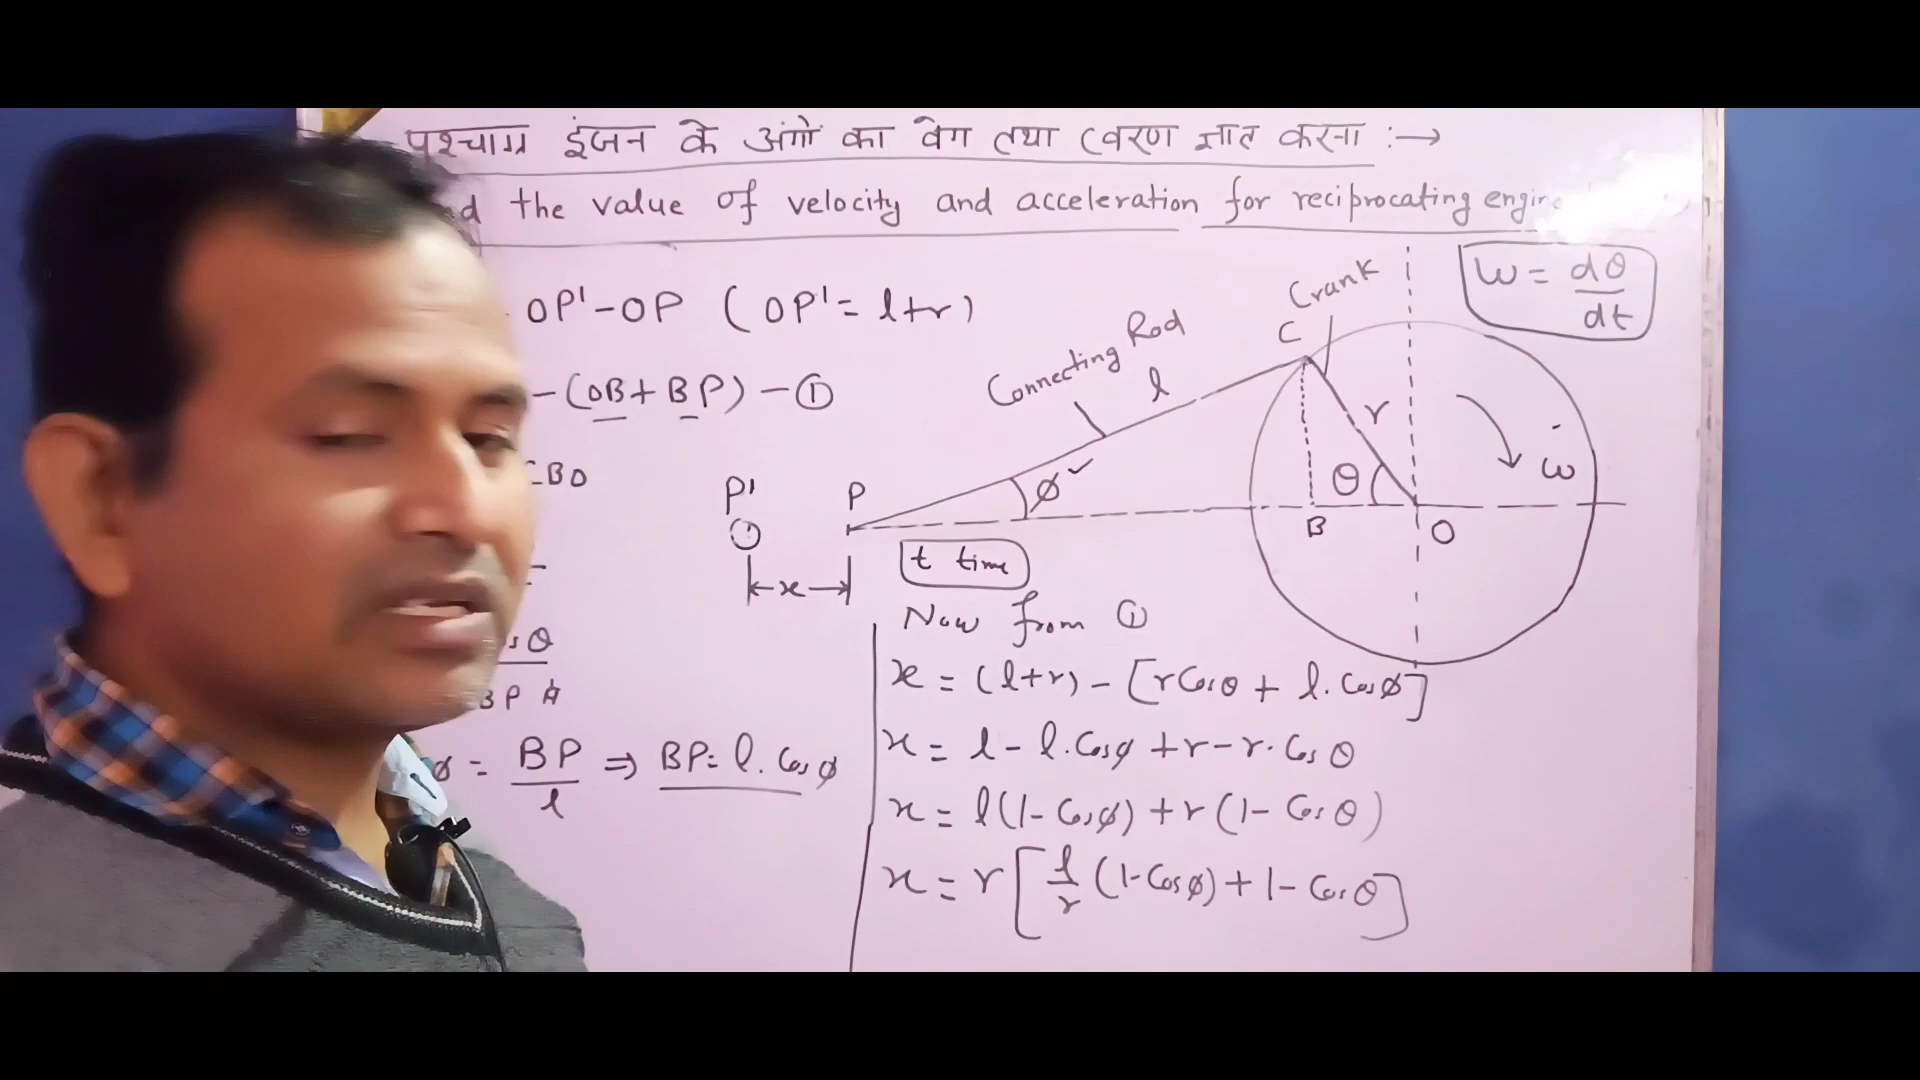 पश्चाग्र इंजन के अंगो का वेग तथा त्वरण ज्ञात करना :→
the value of velocity and acceleration for reciprocating engine
OP' - OP ( OP' = l+r )
- (OB + BP) - ①
CBO
θ
BP
φ = BP/l ⇒ BP = l. Cos φ
Crank
Connecting Rod
l
C
r
ω = dθ/dt
ω
P'
P
φ ✓
θ
B
O
x
t time
Now from ①
x = (l+r) - [r Cos θ + l. Cos φ]
x = l - l. Cos φ + r - r. Cos θ
x = l (1 - Cos φ) + r (1 - Cos θ)
x = r [ l/r (1 - Cos φ) + 1 - Cos θ ]